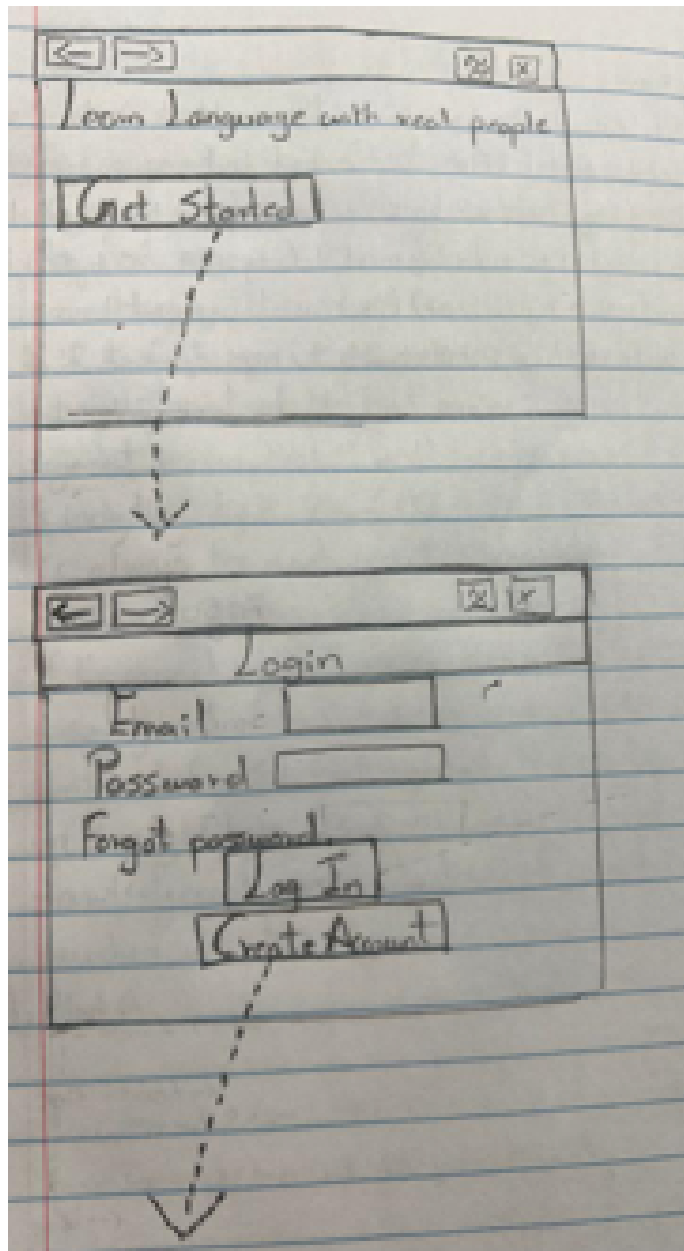 Learn Language with real people
Get Started
Login
Email
Password
Forgot password.
Log In
Create Account